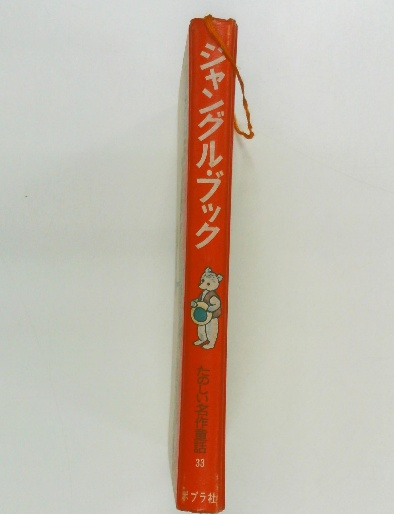 ジャングル・ブック
たのしい名作童話
33
ポプラ社